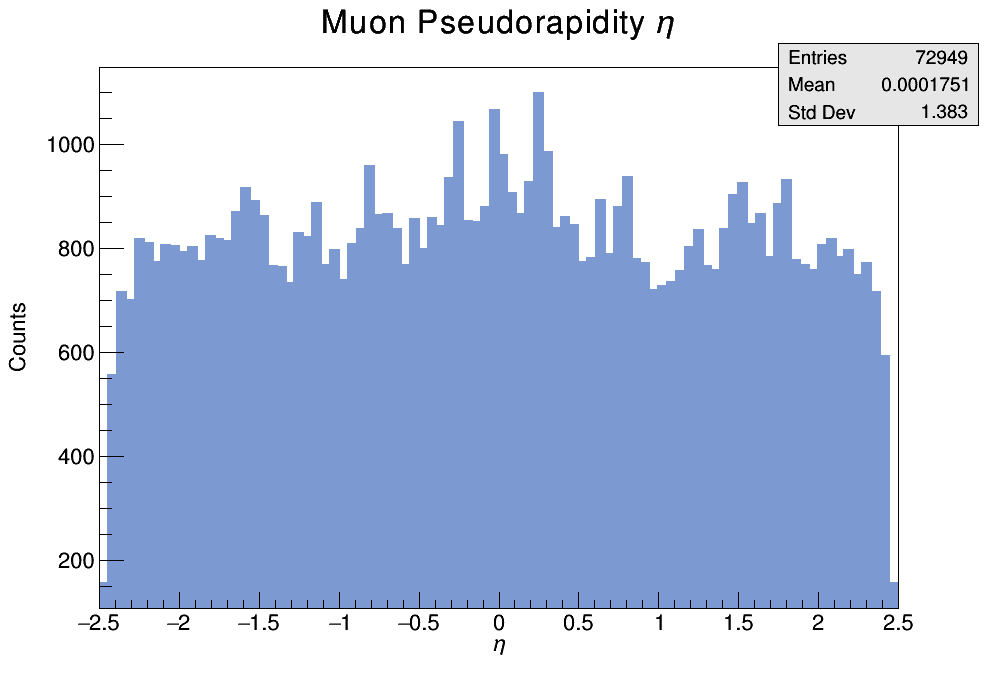 Muon Pseudorapidity η
Entries 72949
Mean 0.0001751
Std Dev 1.383
1000
800
600
400
200
Counts
−2.5 −2 −1.5 −1 −0.5 0 0.5 1 1.5 2 2.5
η